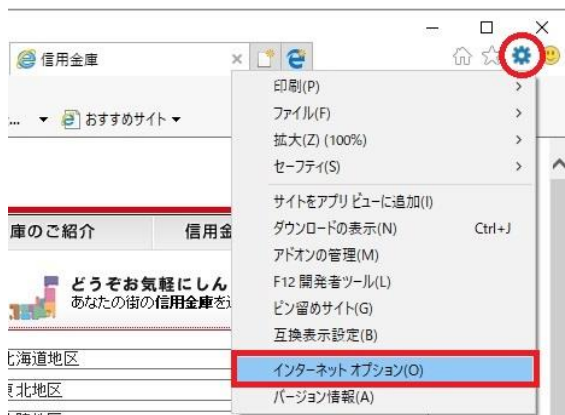 信用金庫
... おすすめサイト
印刷(P)
ファイル(F)
拡大(Z) (100%)
セーフティ(S)
サイトをアプリ ビューに追加(I)
ダウンロードの表示(N) Ctrl+J
アドオンの管理(M)
F12 開発者ツール(L)
ピン留めサイト(G)
互換表示設定(B)
インターネット オプション(O)
バージョン情報(A)
庫のご紹介 信用金
どうぞお気軽にしん
あなたの街の信用金庫を
海道地区
北地区